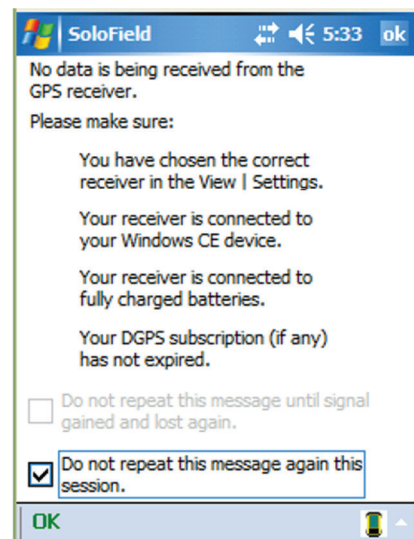 SoloField 5:33 ok
No data is being received from the
GPS receiver.
Please make sure:
You have chosen the correct
receiver in the View | Settings.
Your receiver is connected to
your Windows CE device.
Your receiver is connected to
fully charged batteries.
Your DGPS subscription (if any)
has not expired.
Do not repeat this message until signal
gained and lost again.
Do not repeat this message again this
session.
OK